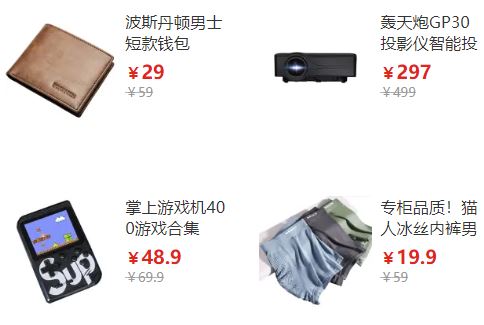 波斯丹顿男士
短款钱包
￥29
￥59
轰天炮GP30
投影仪智能投
￥297
￥499
掌上游戏机40
0游戏合集
￥48.9
￥69.9
Sup
专柜品质！猫
人冰丝内裤男
￥19.9
￥59